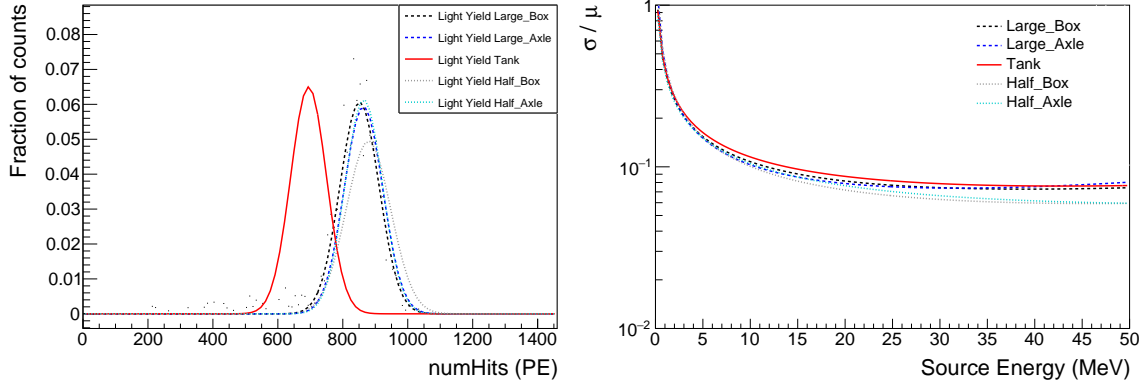 Fraction of counts
0.08
0.07
0.06
0.05
0.04
0.03
0.02
0.01
0
Light Yield Large_Box
Light Yield Large_Axle
Light Yield Tank
Light Yield Half_Box
Light Yield Half_Axle
0 200 400 600 800 1000 1200 1400
numHits (PE)
σ / μ
1
10⁻¹
10⁻²
Large_Box
Large_Axle
Tank
Half_Box
Half_Axle
0 5 10 15 20 25 30 35 40 45 50
Source Energy (MeV)